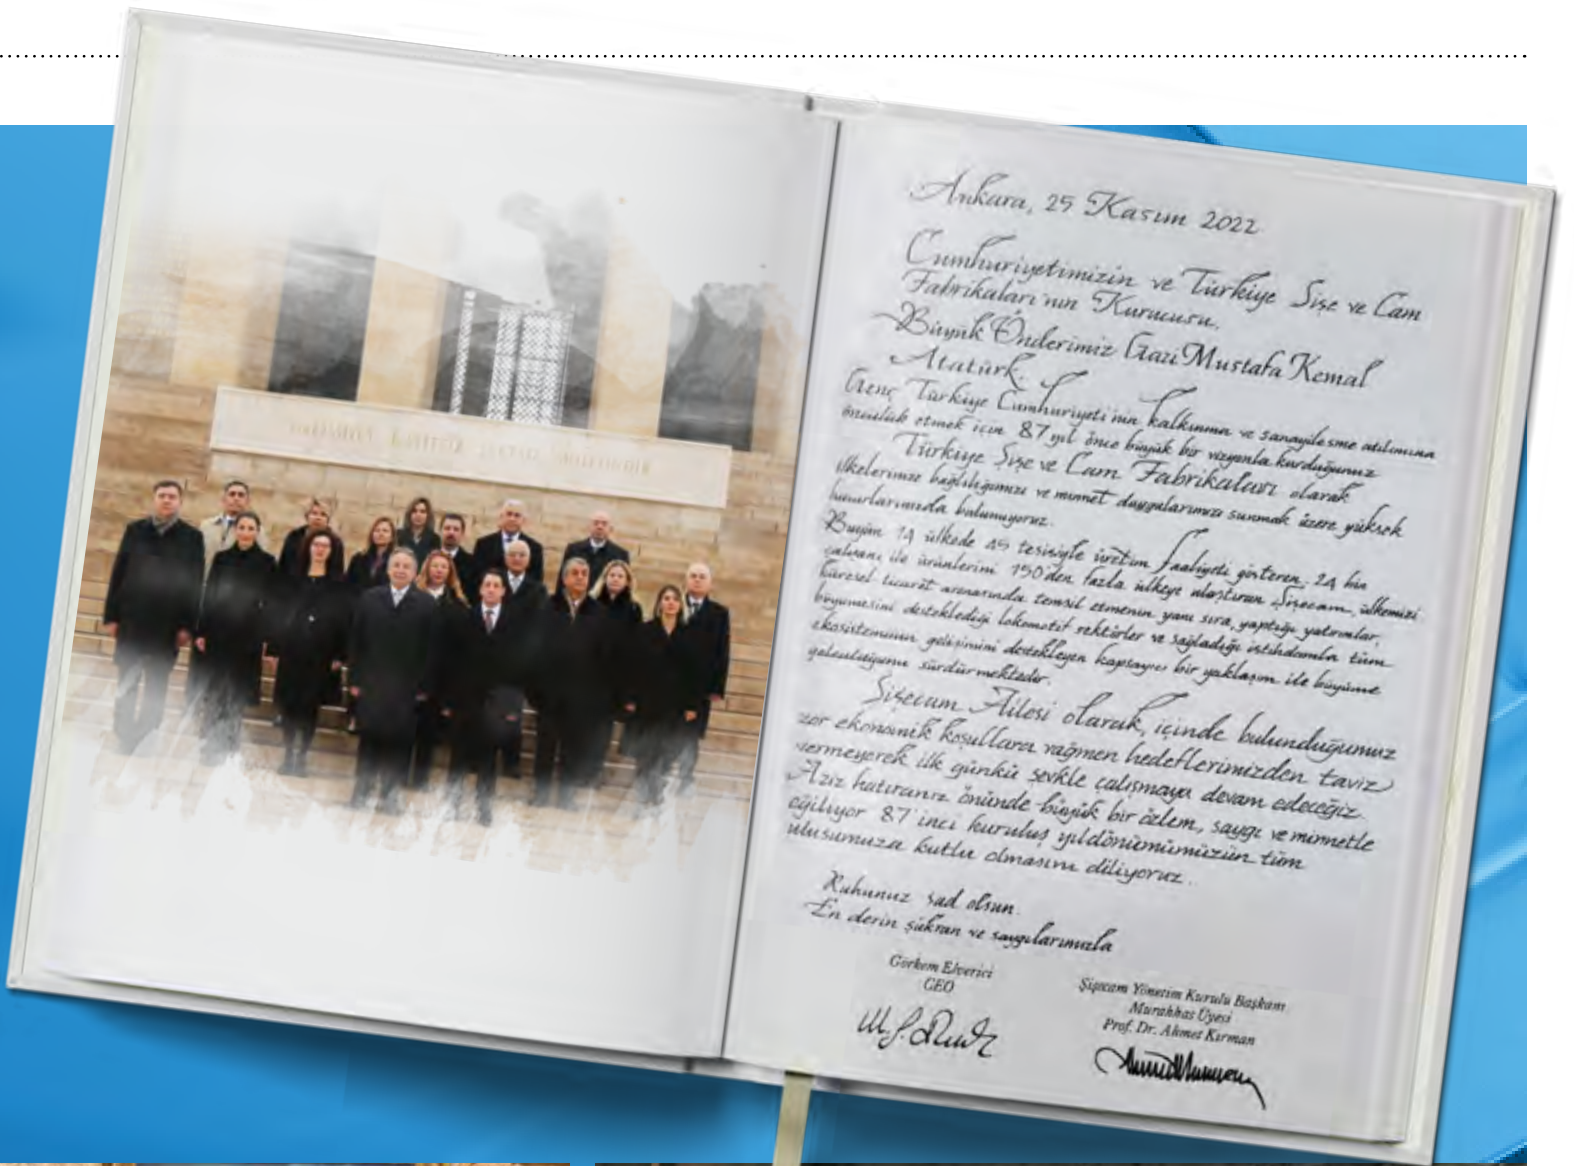 Ankara, 25 Kasım 2022
Cumhuriyetimizin ve Türkiye Şişe ve Cam
Fabrikaları'nın Kurucusu,
Büyük Önderimiz Gazi Mustafa Kemal
Atatürk,
Genç Türkiye Cumhuriyeti'nin kalkınma ve sanayileşme atılımına
öncülük etmek için 87 yıl önce büyük bir vizyonla kurduğunuz
Türkiye Şişe ve Cam Fabrikaları olarak
ilkelerinize bağlılığımızı ve minnet duygularımızı sunmak üzere yüksek
huzurlarınızda bulunuyoruz.
Bugün 14 ülkede 45 tesisiyle üretim faaliyeti gösteren, 24 bin
çalışanı ile ürünlerini 150'den fazla ülkeye ulaştıran Şişecam, ülkemizi
küresel ticaret arenasında temsil etmenin yanı sıra, yaptığı yatırımlar,
büyümesini desteklediği lokomotif sektörler ve sağladığı istihdamla tüm
ekosisteminin gelişimini destekleyen kapsayıcı bir yaklaşım ile büyüme
geleneğini sürdürmektedir.
Şişecam Ailesi olarak, içinde bulunduğumuz
zor ekonomik koşullara rağmen hedeflerimizden taviz
vermeyerek ilk günkü şevkle çalışmaya devam edeceğiz.
Aziz hatıranız önünde büyük bir özlem, saygı ve minnetle
eğiliyor 87'inci kuruluş yıldönümümüzün tüm
ulusumuza kutlu olmasını diliyoruz..
Ruhunuz şad olsun.
En derin şükran ve saygılarımızla
Görkem Elverici
CEO
Şişecam Yönetim Kurulu Başkanı
Murahhas Üyesi
Prof. Dr. Ahmet Kırman